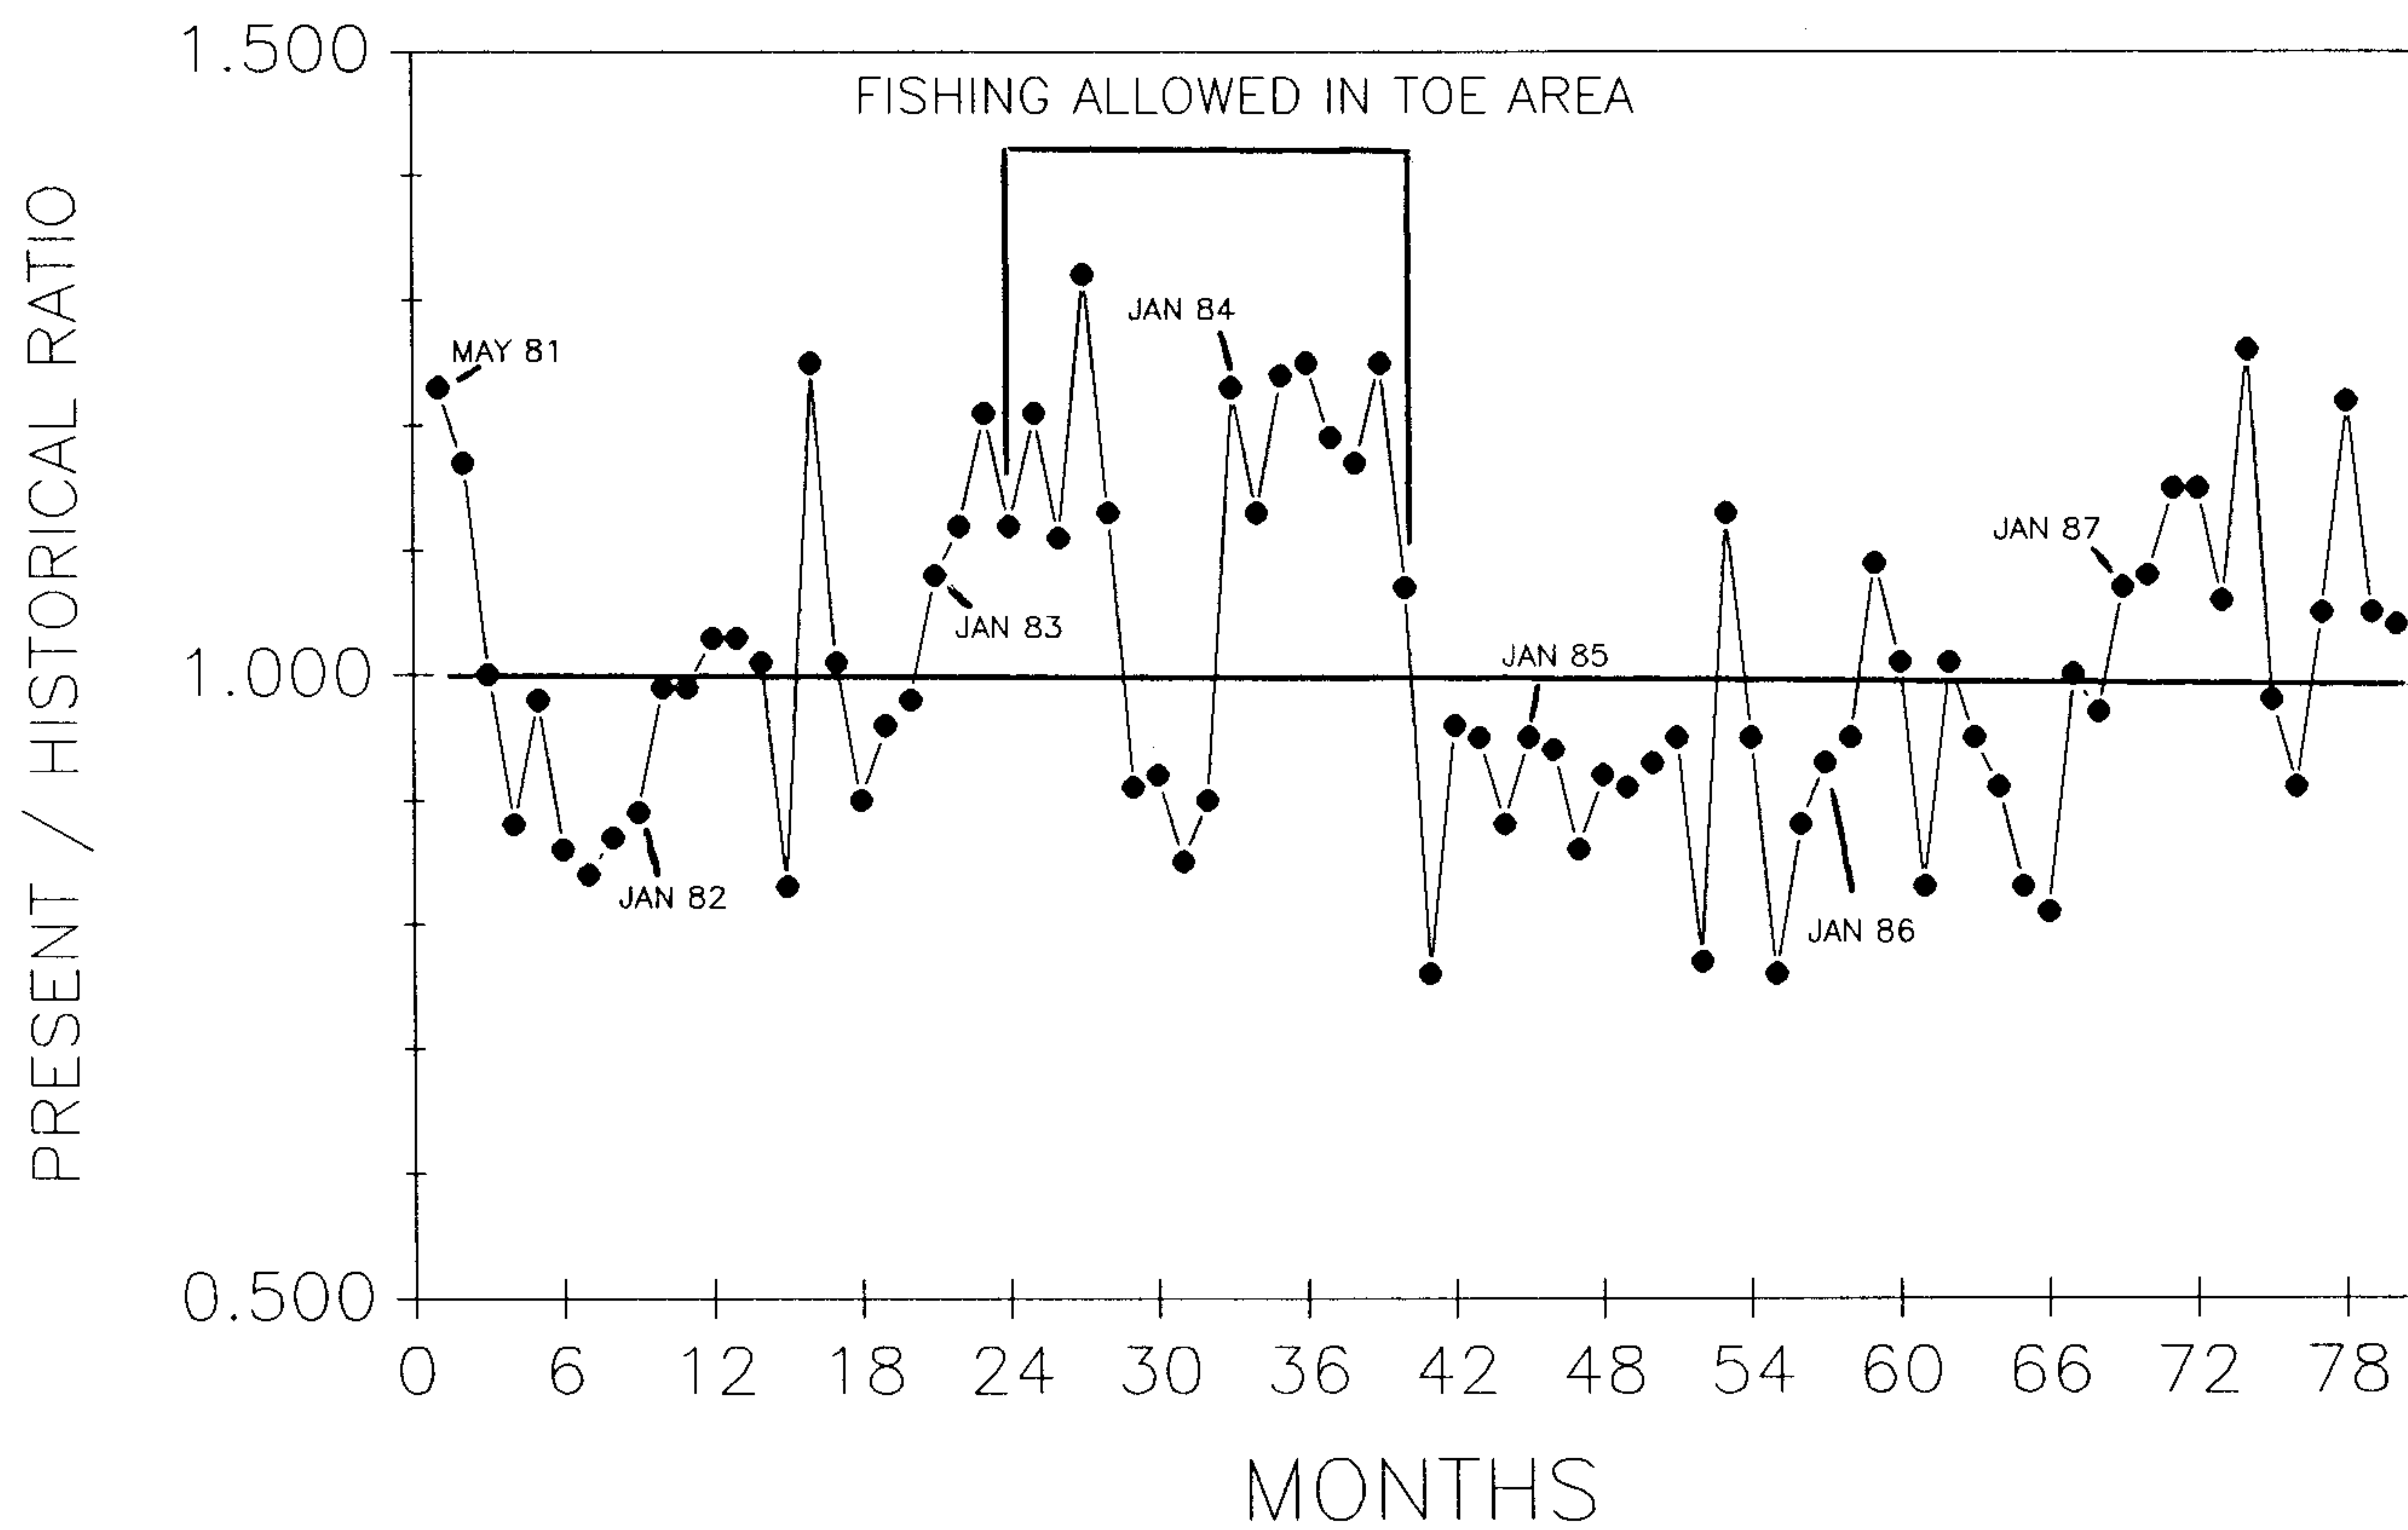 1.500
FISHING ALLOWED IN TOE AREA
PRESENT / HISTORICAL RATIO
JAN 84
MAY 81
JAN 87
JAN 83
JAN 85
1.000
JAN 82
JAN 86
0.500
0 6 12 18 24 30 36 42 48 54 60 66 72 78
MONTHS